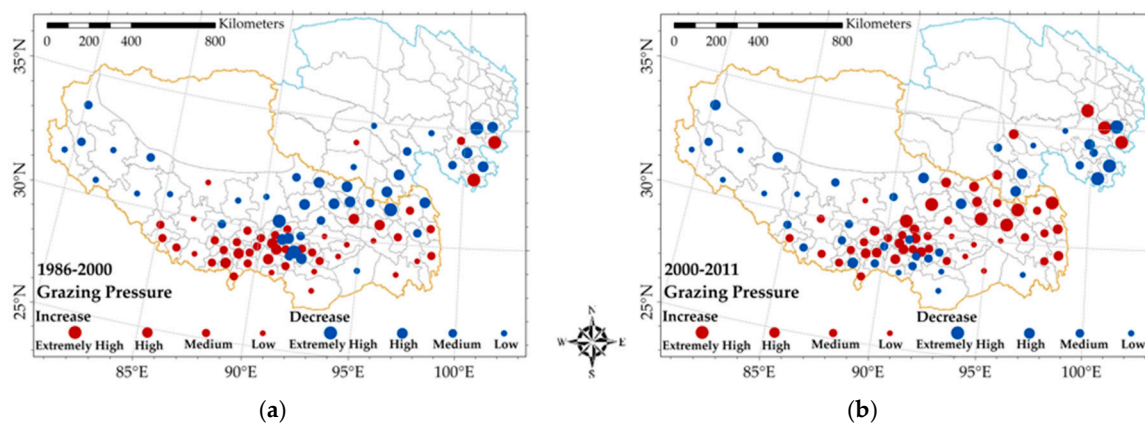 Kilometers
0 200 400 800
35°N
30°N
25°N
1986-2000
Grazing Pressure
Increase Decrease
Extremely High High Medium Low Extremely High High Medium Low
85°E 90°E 95°E 100°E
(a)
N
W E
S
Kilometers
0 200 400 800
35°N
30°N
25°N
2000-2011
Grazing Pressure
Increase Decrease
Extremely High High Medium Low Extremely High High Medium Low
85°E 90°E 95°E 100°E
(b)